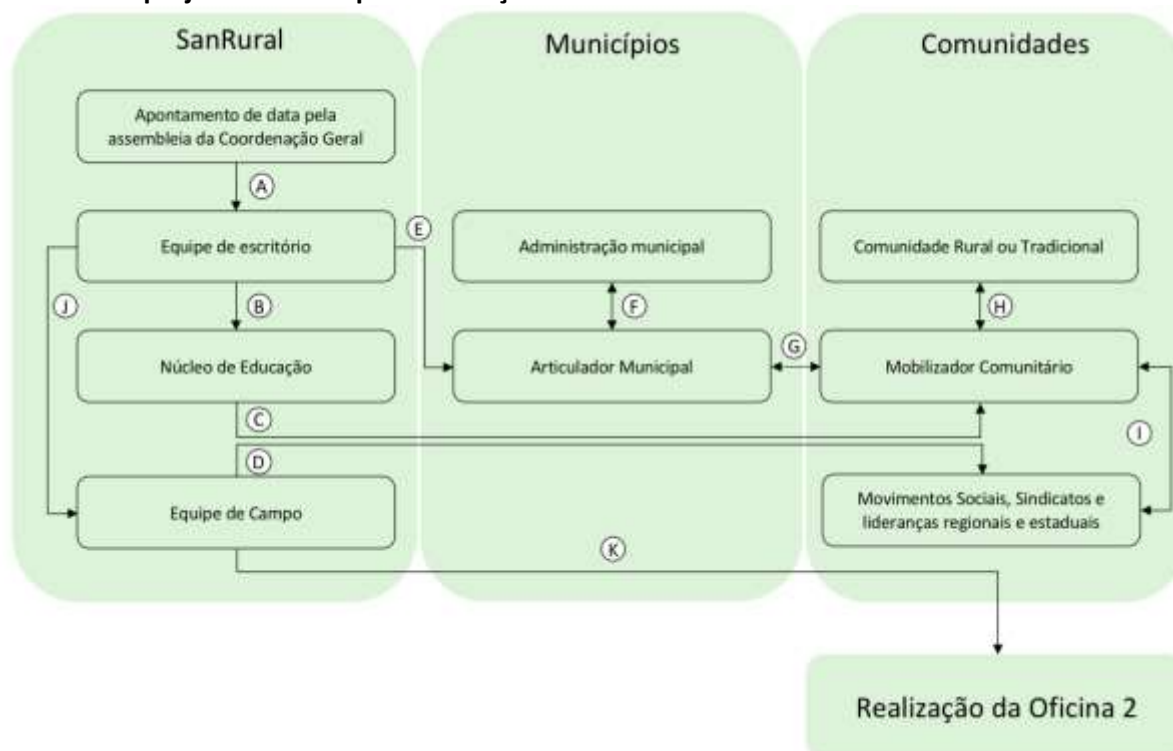 SanRural
Municípios
Comunidades
Apontamento de data pela
assembleia da Coordenação Geral
A
Equipe de escritório
E
Administração municipal
Comunidade Rural ou Tradicional
J
B
F
H
Núcleo de Educação
Articulador Municipal
G
Mobilizador Comunitário
C
I
D
Equipe de Campo
Movimentos Sociais, Sindicatos e
lideranças regionais e estaduais
K
Realização da Oficina 2